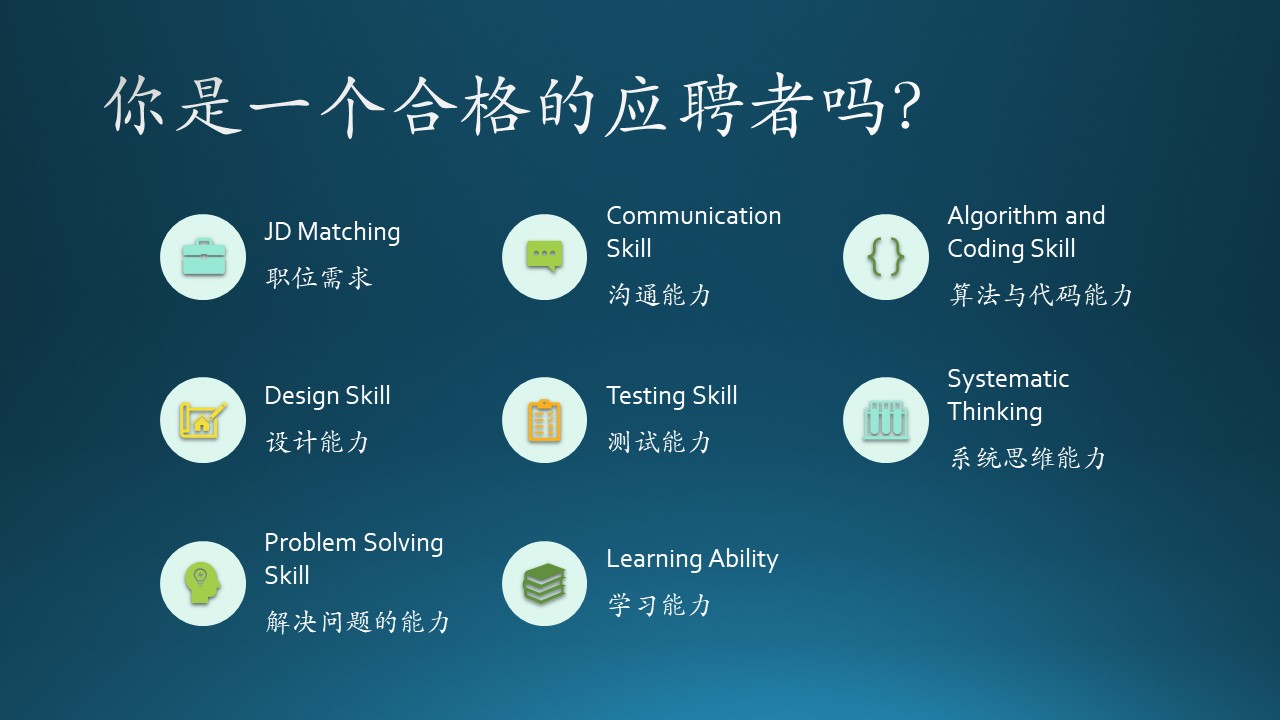 你是一个合格的应聘者吗?
JD Matching
职位需求
Communication
Skill
沟通能力
Algorithm and
Coding Skill
算法与代码能力
Design Skill
设计能力
Testing Skill
测试能力
Systematic
Thinking
系统思维能力
Problem Solving
Skill
解决问题的能力
Learning Ability
学习能力